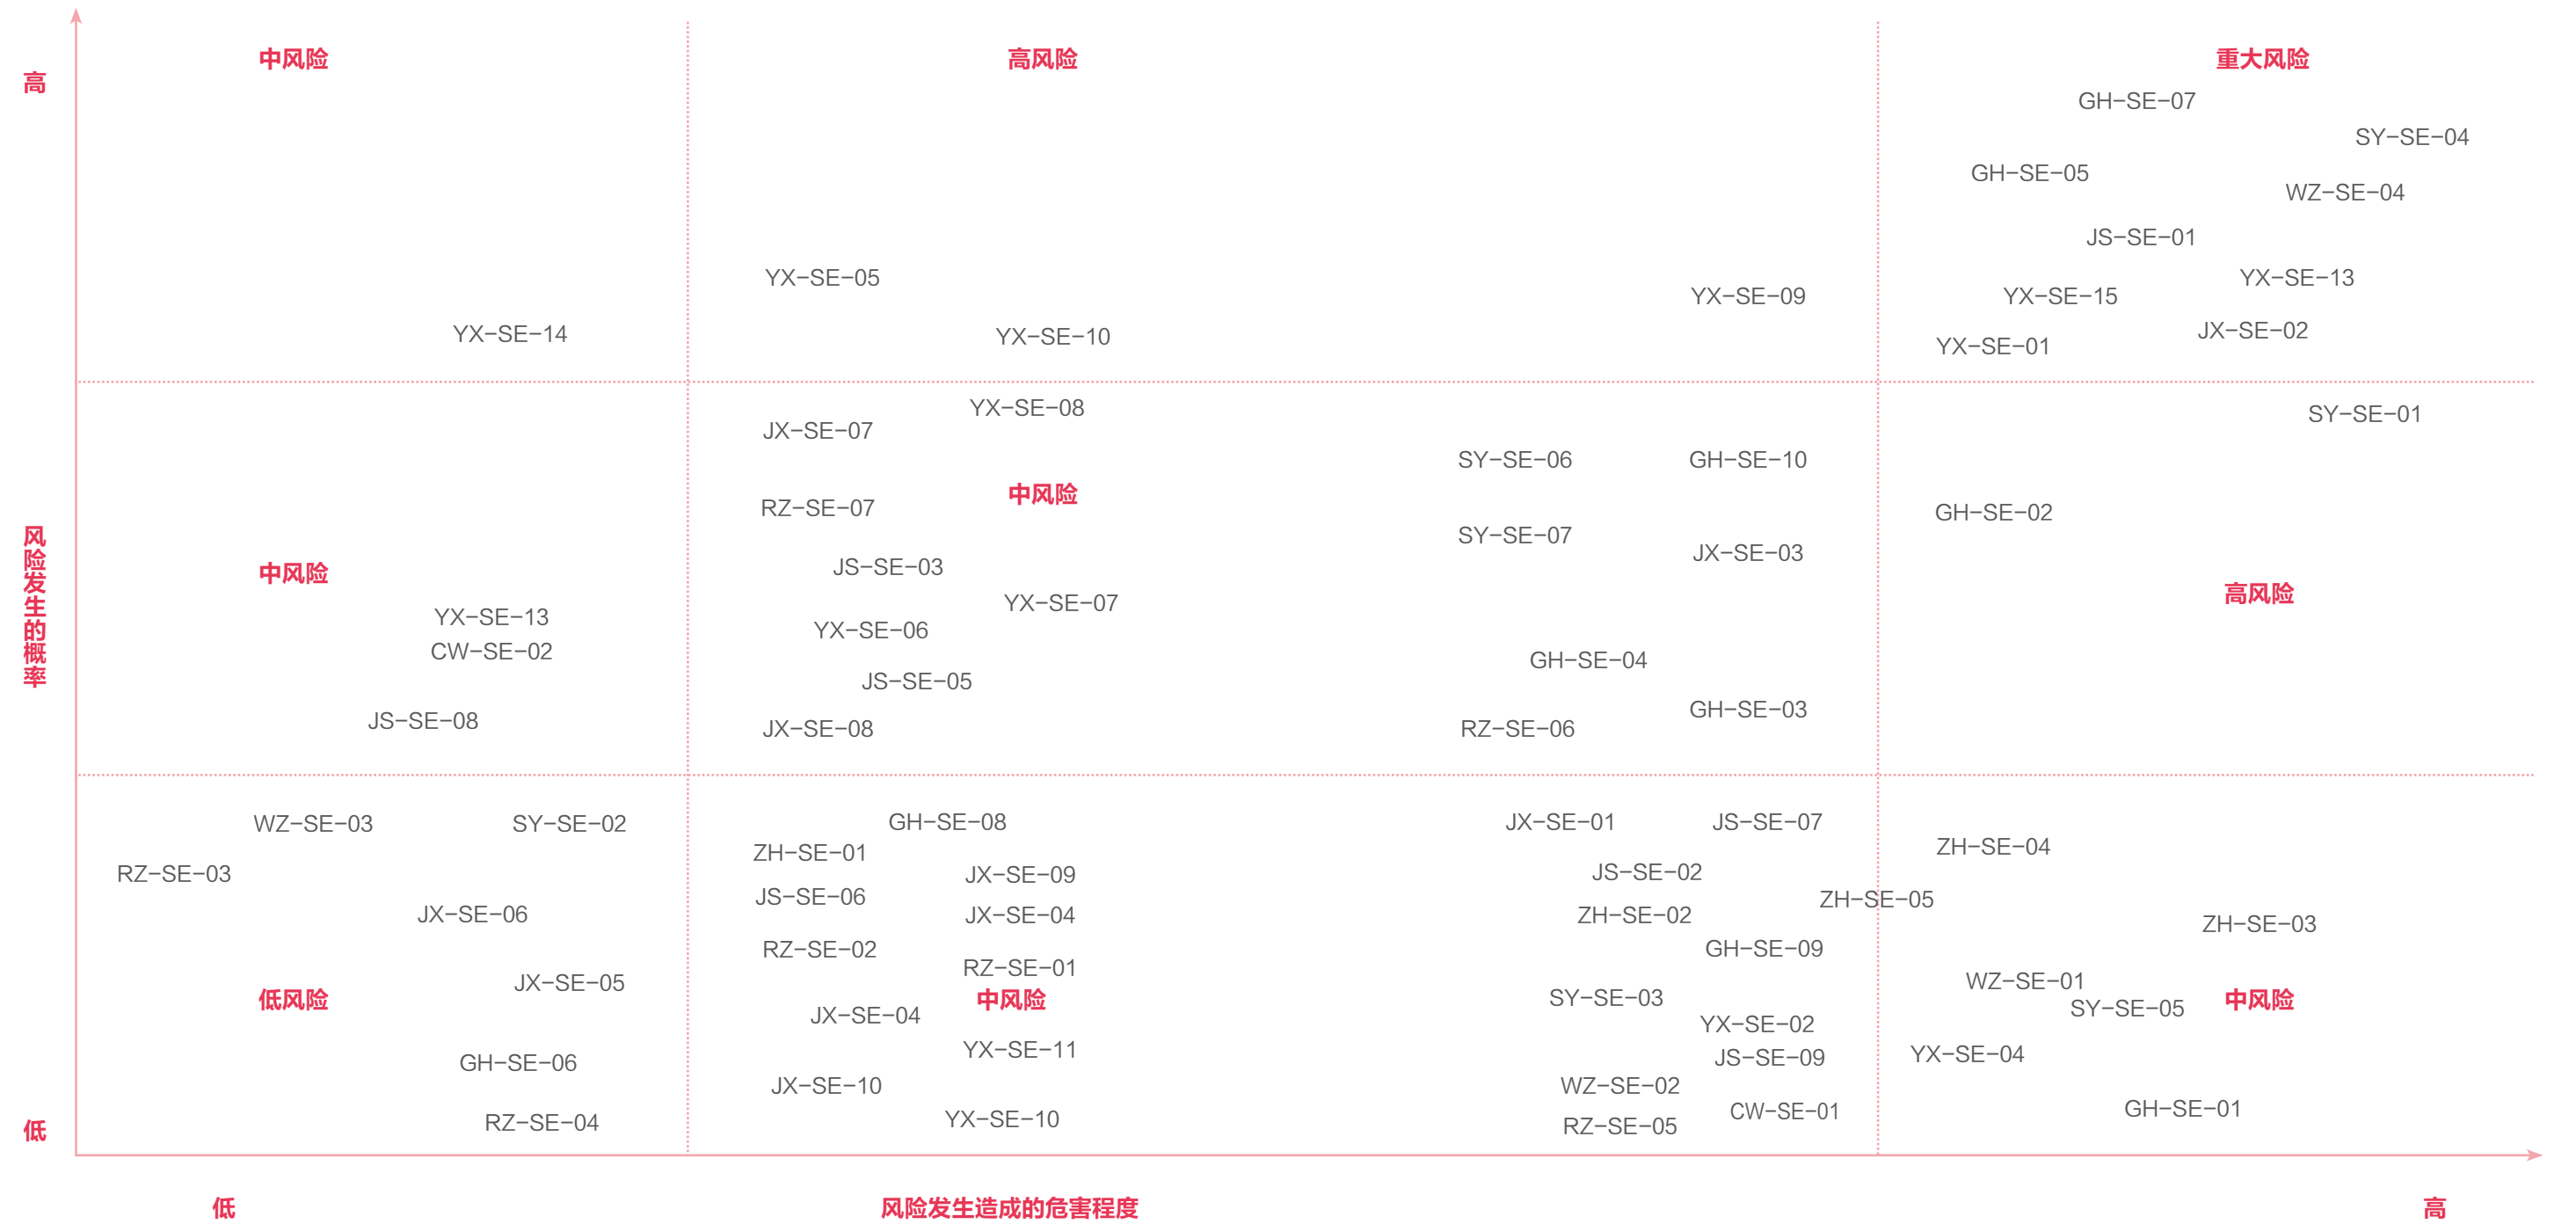 中风险
高风险
重大风险
高
GH-SE-07
SY-SE-04
GH-SE-05
WZ-SE-04
JS-SE-01
YX-SE-05
YX-SE-13
YX-SE-09
YX-SE-15
YX-SE-14
YX-SE-10
JX-SE-02
YX-SE-01
YX-SE-08
SY-SE-01
JX-SE-07
SY-SE-06
GH-SE-10
中风险
RZ-SE-07
GH-SE-02
SY-SE-07
JX-SE-03
JS-SE-03
中风险
高风险
YX-SE-07
YX-SE-13
YX-SE-06
风险发生的概率
CW-SE-02
GH-SE-04
JS-SE-05
GH-SE-03
JS-SE-08
JX-SE-08
RZ-SE-06
WZ-SE-03
SY-SE-02
GH-SE-08
JX-SE-01
JS-SE-07
ZH-SE-04
ZH-SE-01
RZ-SE-03
JX-SE-09
JS-SE-02
JS-SE-06
ZH-SE-05
JX-SE-06
JX-SE-04
ZH-SE-02
ZH-SE-03
RZ-SE-02
GH-SE-09
RZ-SE-01
JX-SE-05
WZ-SE-01
低风险
中风险
SY-SE-03
中风险
SY-SE-05
JX-SE-04
YX-SE-02
YX-SE-11
JS-SE-09
YX-SE-04
GH-SE-06
JX-SE-10
WZ-SE-02
GH-SE-01
CW-SE-01
YX-SE-10
RZ-SE-04
RZ-SE-05
低
低
风险发生造成的危害程度
高